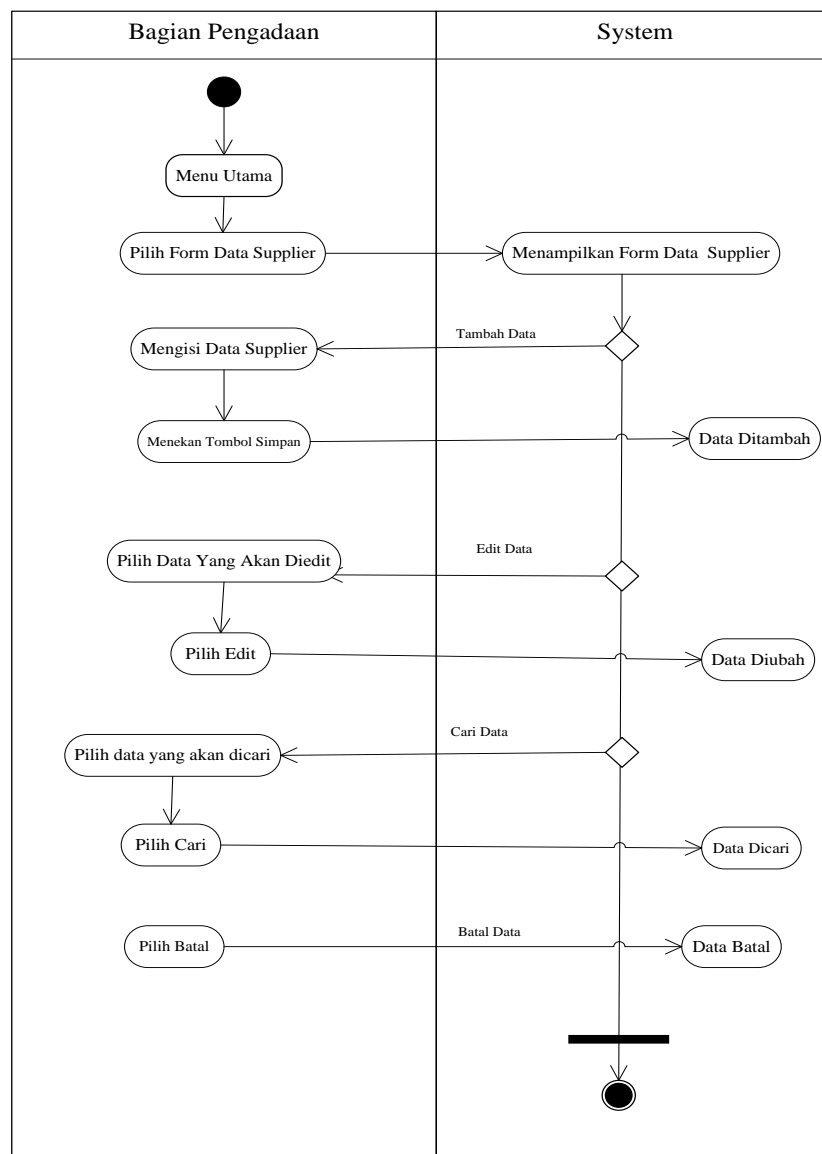 Bagian Pengadaan
System
Menu Utama
Pilih Form Data Supplier
Menampilkan Form Data Supplier
Tambah Data
Mengisi Data Supplier
Menekan Tombol Simpan
Data Ditambah
Edit Data
Pilih Data Yang Akan Diedit
Pilih Edit
Data Diubah
Cari Data
Pilih data yang akan dicari
Pilih Cari
Data Dicari
Batal Data
Pilih Batal
Data Batal